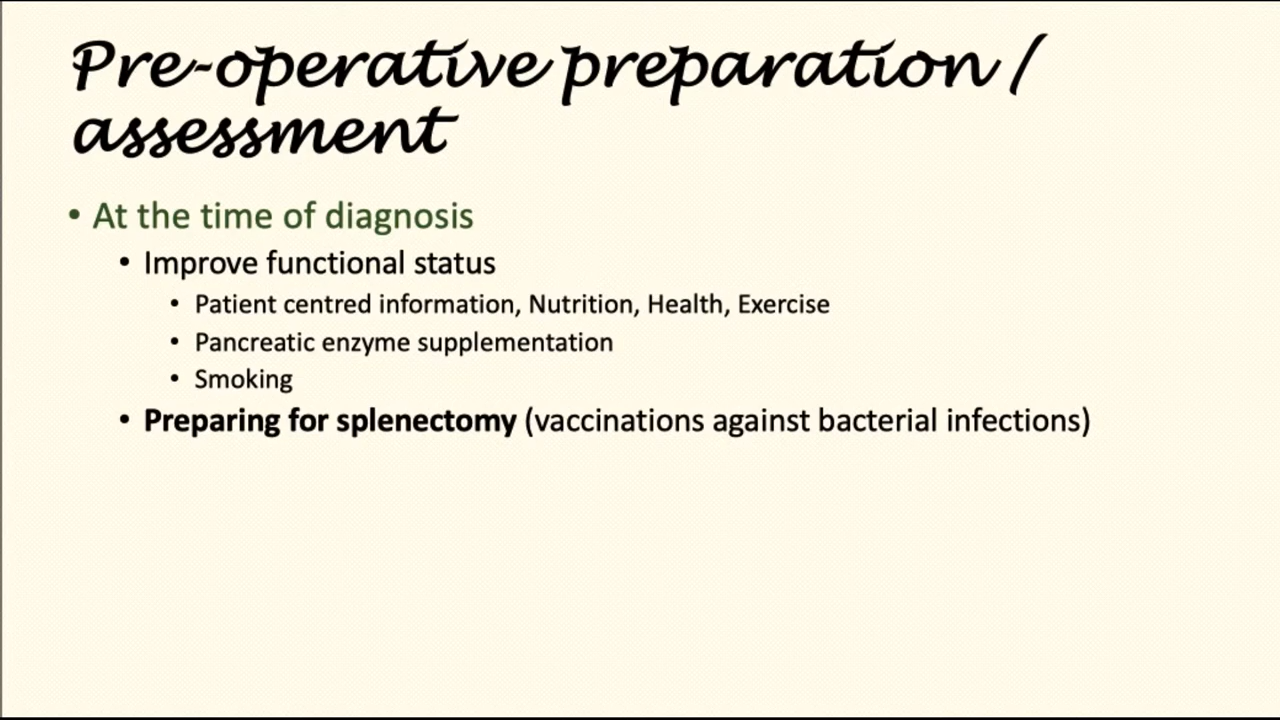 Pre-operative preparation /
assessment
• At the time of diagnosis
• Improve functional status
• Patient centred information, Nutrition, Health, Exercise
• Pancreatic enzyme supplementation
• Smoking
• Preparing for splenectomy (vaccinations against bacterial infections)